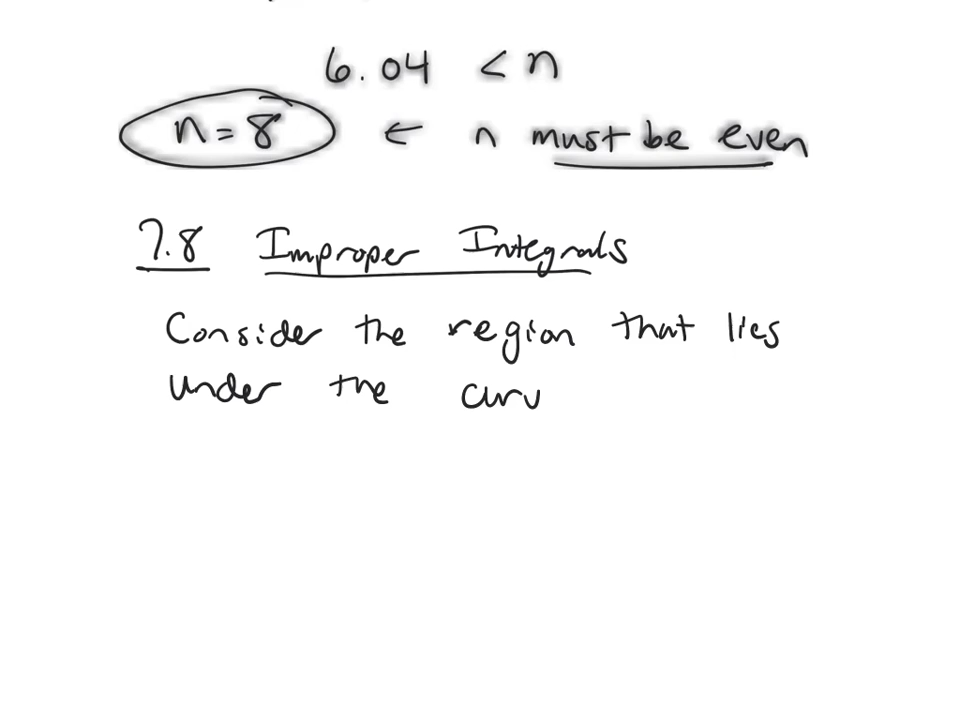 6.04 < n
n = 8 ← n must be even
7.8 Improper Integrals
Consider the region that lies
under the curv